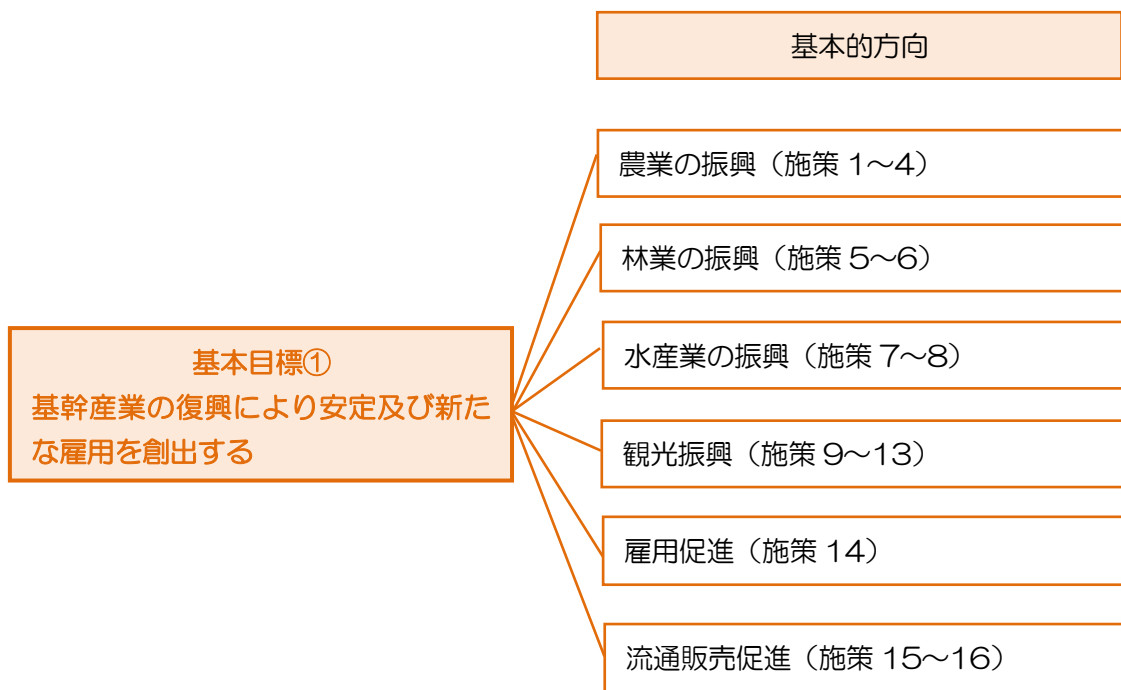 基本的方向
農業の振興（施策 1～4）
林業の振興（施策 5～6）
水産業の振興（施策 7～8）
基本目標①
基幹産業の復興により安定及び新た
な雇用を創出する
観光振興（施策 9～13）
雇用促進（施策 14）
流通販売促進（施策 15～16）